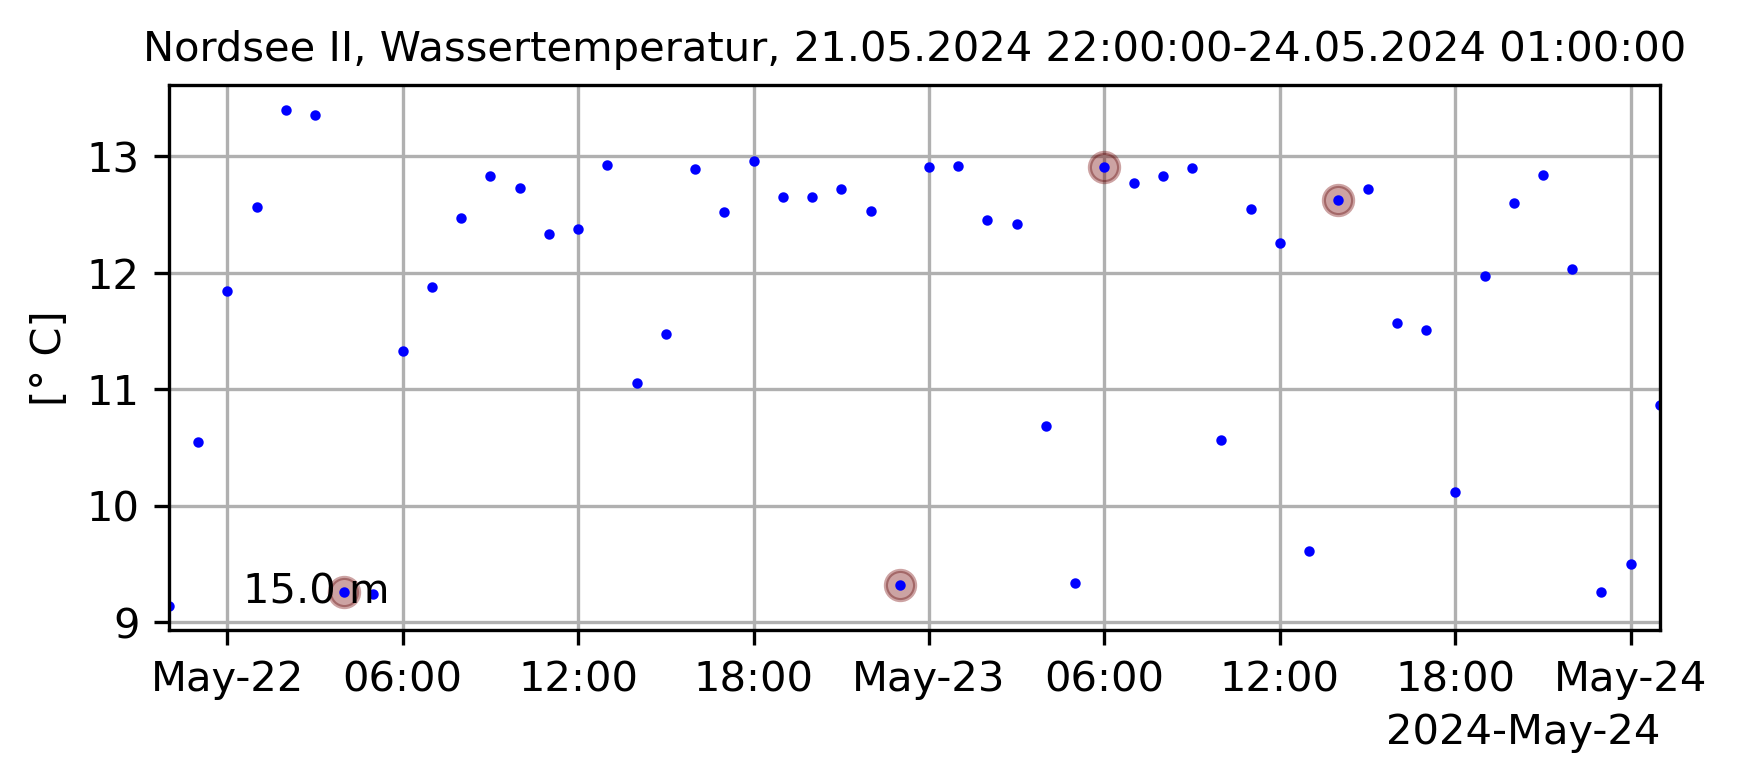 Nordsee II, Wassertemperatur, 21.05.2024 22:00:00-24.05.2024 01:00:00
[° C]
13
12
11
10
9
15.0 m
May-22 06:00 12:00 18:00 May-23 06:00 12:00 18:00 May-24
2024-May-24